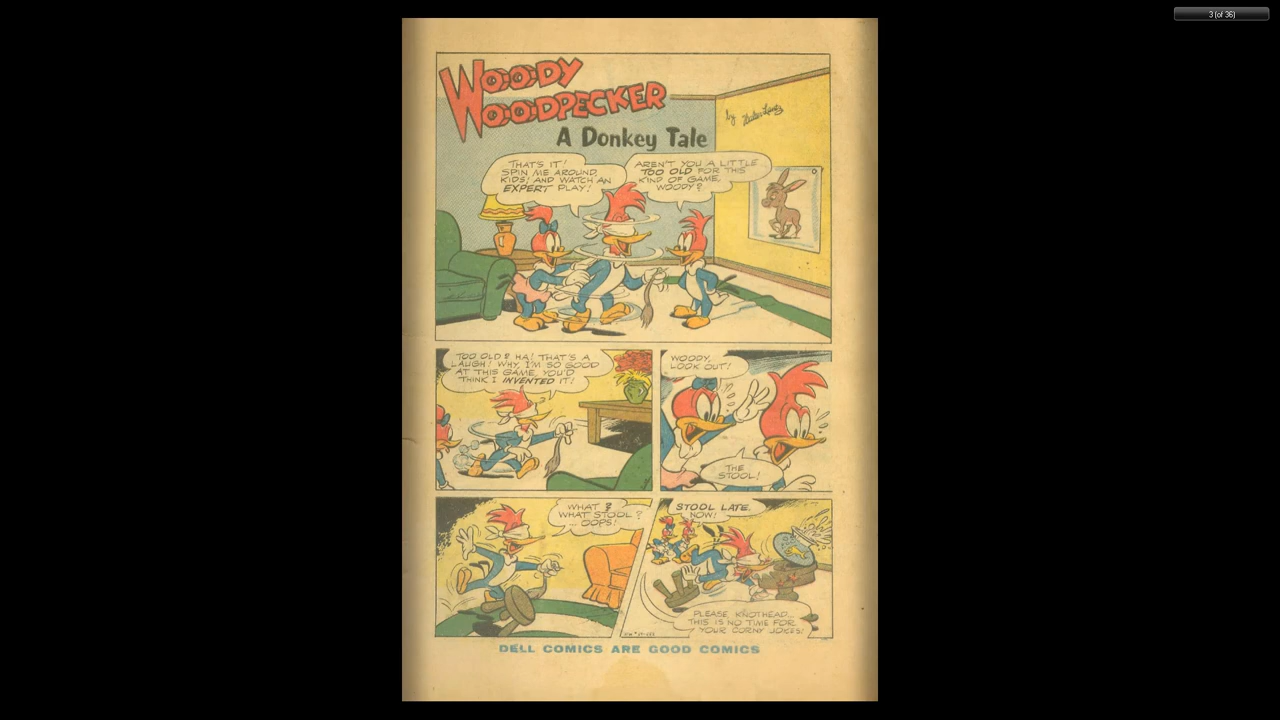 3 (of 36)
WOODY
WOODPECKER
A Donkey Tale
by Walter Lantz
THAT'S IT!
SPIN ME AROUND,
KIDS; AND WATCH AN
EXPERT PLAY!
AREN'T YOU A LITTLE
TOO OLD FOR THIS
KIND OF GAME,
WOODY?
TOO OLD? HA! THAT'S A
LAUGH! WHY, I'M SO GOOD
AT THIS GAME, YOU'D
THINK I INVENTED IT!
WOODY,
LOOK OUT!
THE
STOOL!
WHAT?
WHAT STOOL?
... OOPS!
STOOL LATE,
NOW!
PLEASE, KNOTHEAD...
THIS IS NO TIME FOR
YOUR CORNY JOKES!
DELL COMICS ARE GOOD COMICS